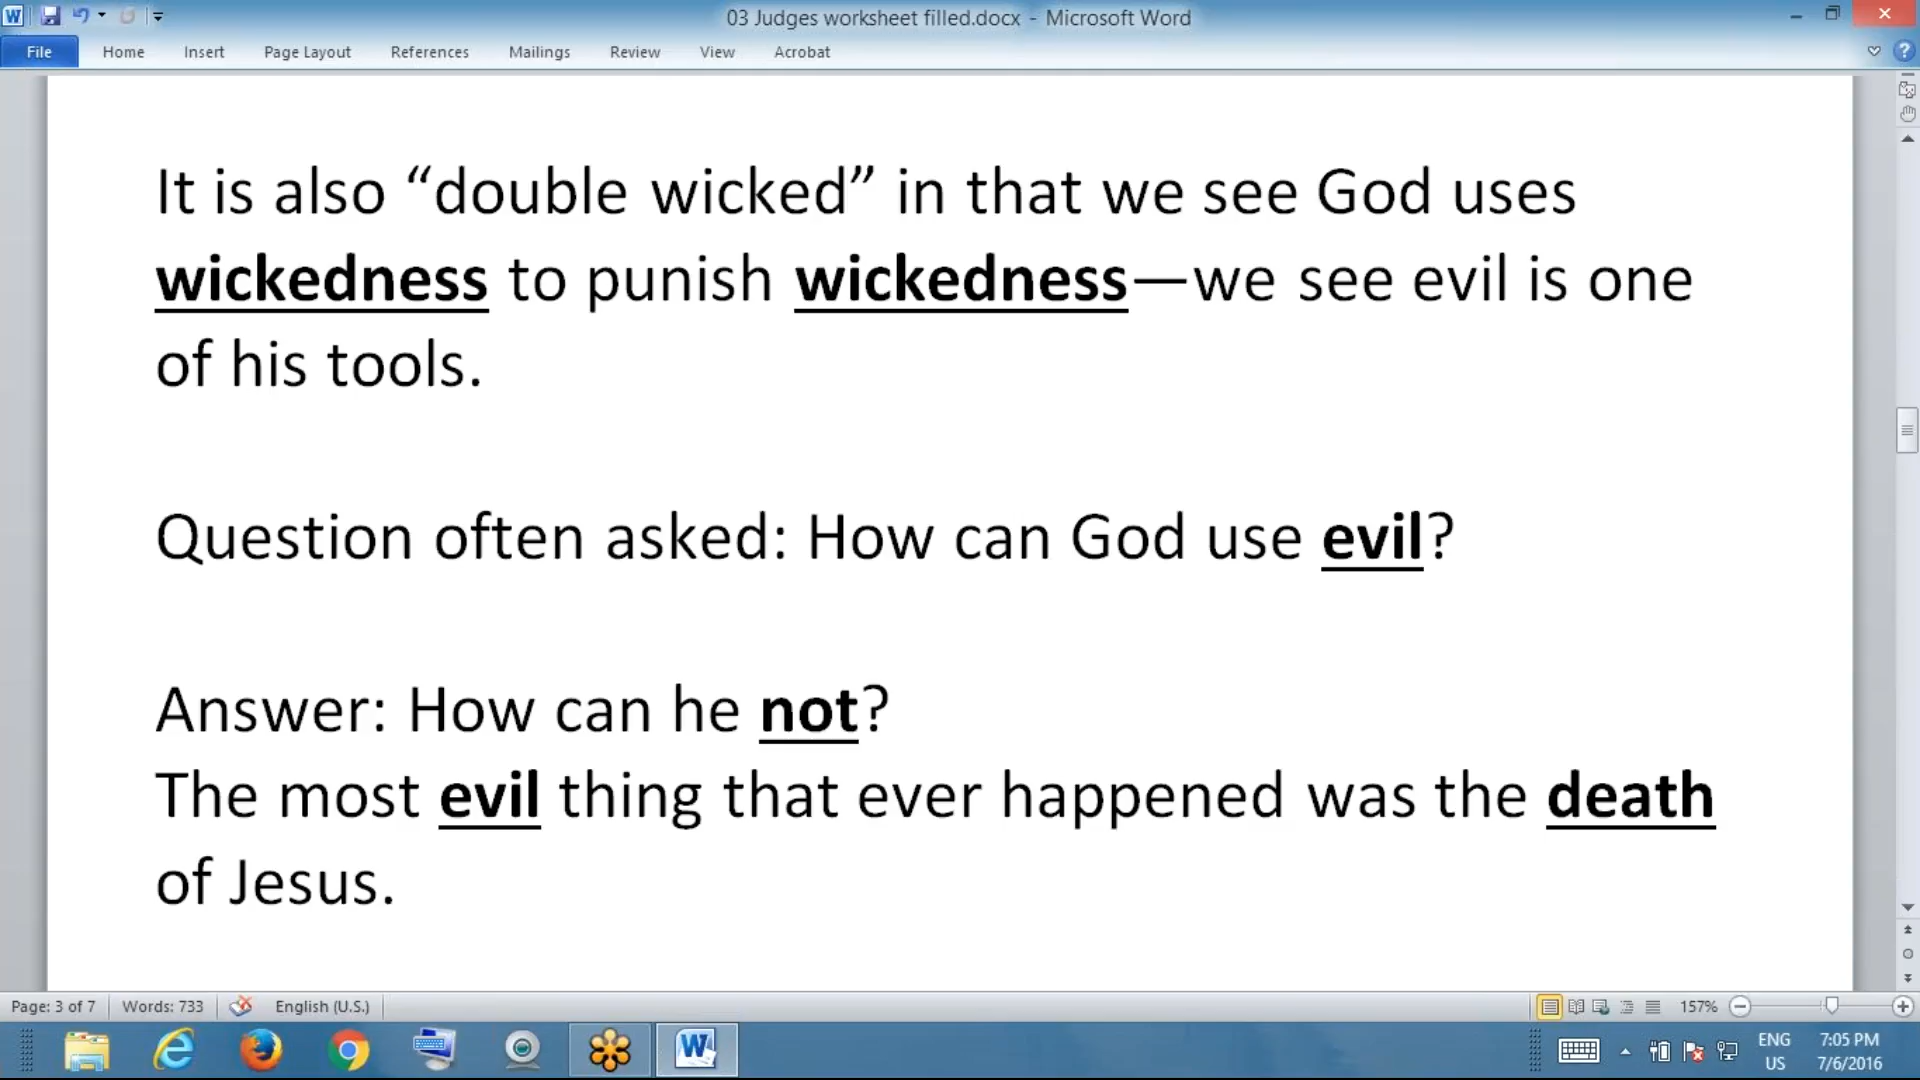 03 Judges worksheet filled.docx - Microsoft Word
File Home Insert Page Layout References Mailings Review View Acrobat
It is also “double wicked” in that we see God uses
wickedness to punish wickedness—we see evil is one
of his tools.
Question often asked: How can God use evil?
Answer: How can he not?
The most evil thing that ever happened was the death
of Jesus.
Page: 3 of 7 Words: 733 English (U.S.) 157%
ENG 7:05 PM
US 7/6/2016